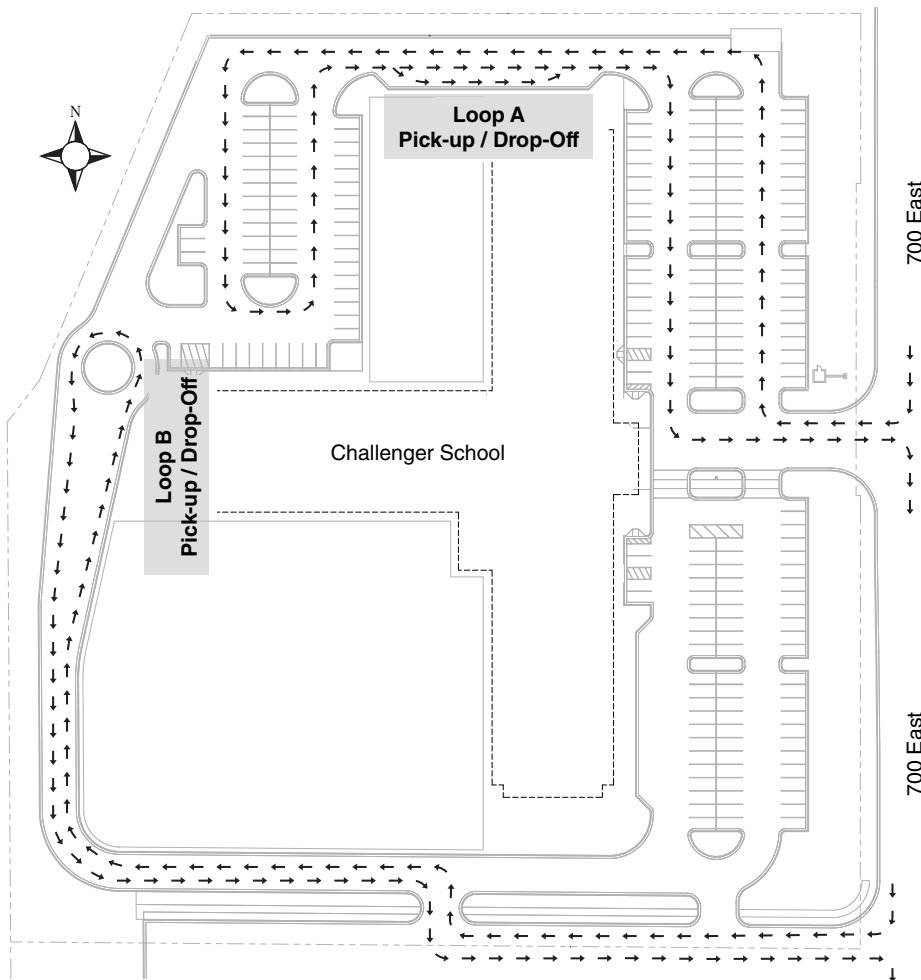 N
Loop A
Pick-up / Drop-Off
700 East
Loop B
Pick-up / Drop-Off
Challenger School
700 East